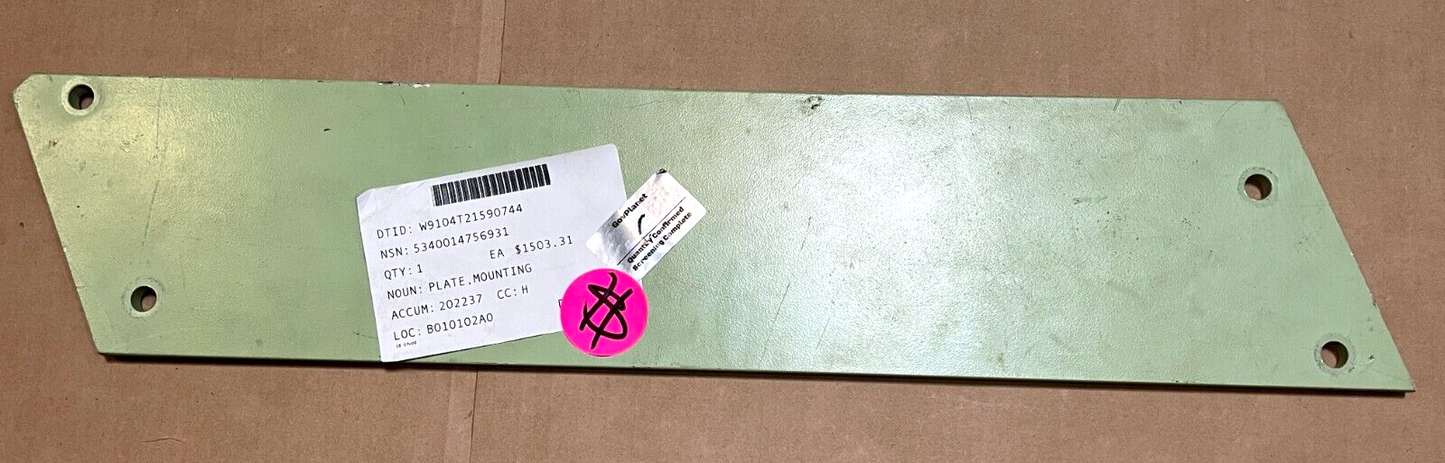 DTID: W9104T21590744
NSN: 5340014756931
QTY: 1 EA $1503.31
NOUN: PLATE,MOUNTING
ACCUM: 202237 CC: H
LOC: B010102A0
GovPlanet
Quantity Confirmed
Screening Complete